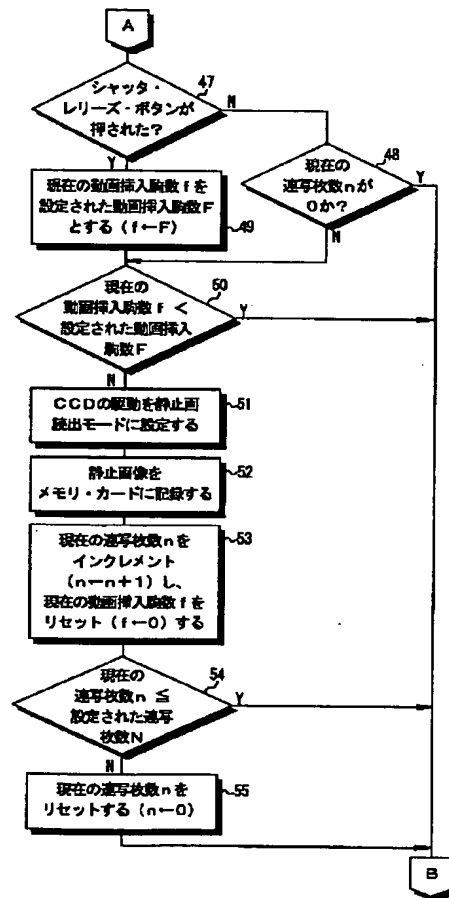 A
シャッタ・
レリーズ・ボタンが
押された？
47
N
Y
現在の
連写枚数nが
0か？
48
Y
N
現在の動画挿入駒数fを
設定された動画挿入駒数F
とする（f←F）
49
現在の
動画挿入駒数f＜
設定された動画挿入
駒数F
50
Y
N
CCDの駆動を静止画
読出モードに設定する
51
静止画像を
メモリ・カードに記録する
52
現在の連写枚数nを
インクレメント
（n←n＋1）し、
現在の動画挿入駒数fを
リセット（f←0）する
53
現在の
連写枚数n≦
設定された連写
枚数N
54
Y
N
現在の連写枚数nを
リセットする（n←0）
55
B